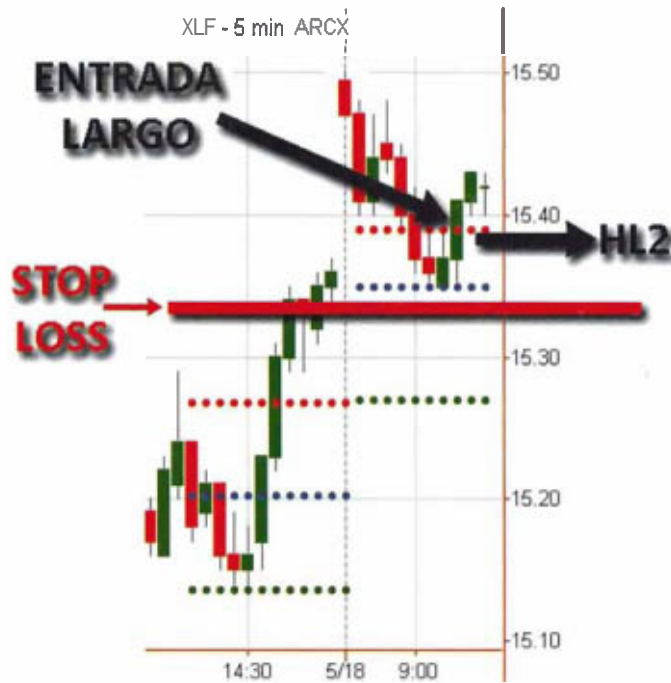 XLF - 5 min ARCX
ENTRADA
LARGO
15.50
15.40
HL2
STOP
LOSS
15.30
15.20
15.10
14:30 5/18 9:00